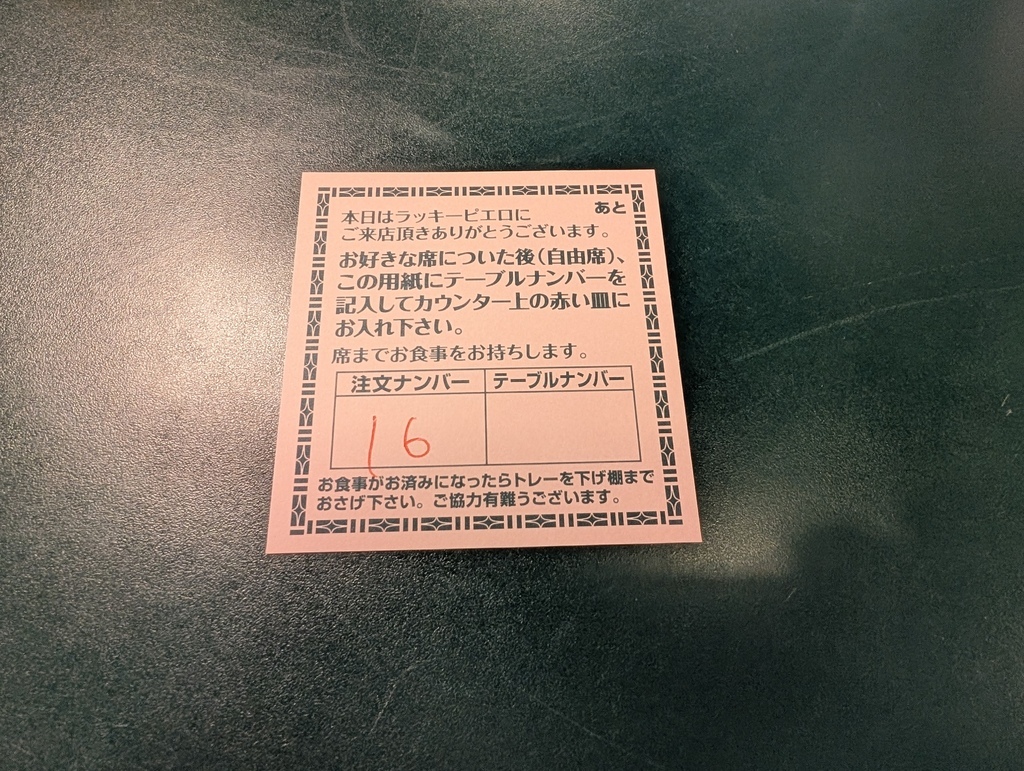 あと
本日はラッキーピエロに
ご来店頂きありがとうございます。
お好きな席についた後(自由席)、
この用紙にテーブルナンバーを
記入してカウンター上の赤い皿に
お入れ下さい。
席までお食事をお持ちします。
注文ナンバー テーブルナンバー
16
お食事がお済みになったらトレーを下げ棚まで
おさげ下さい。ご協力有難うございます。